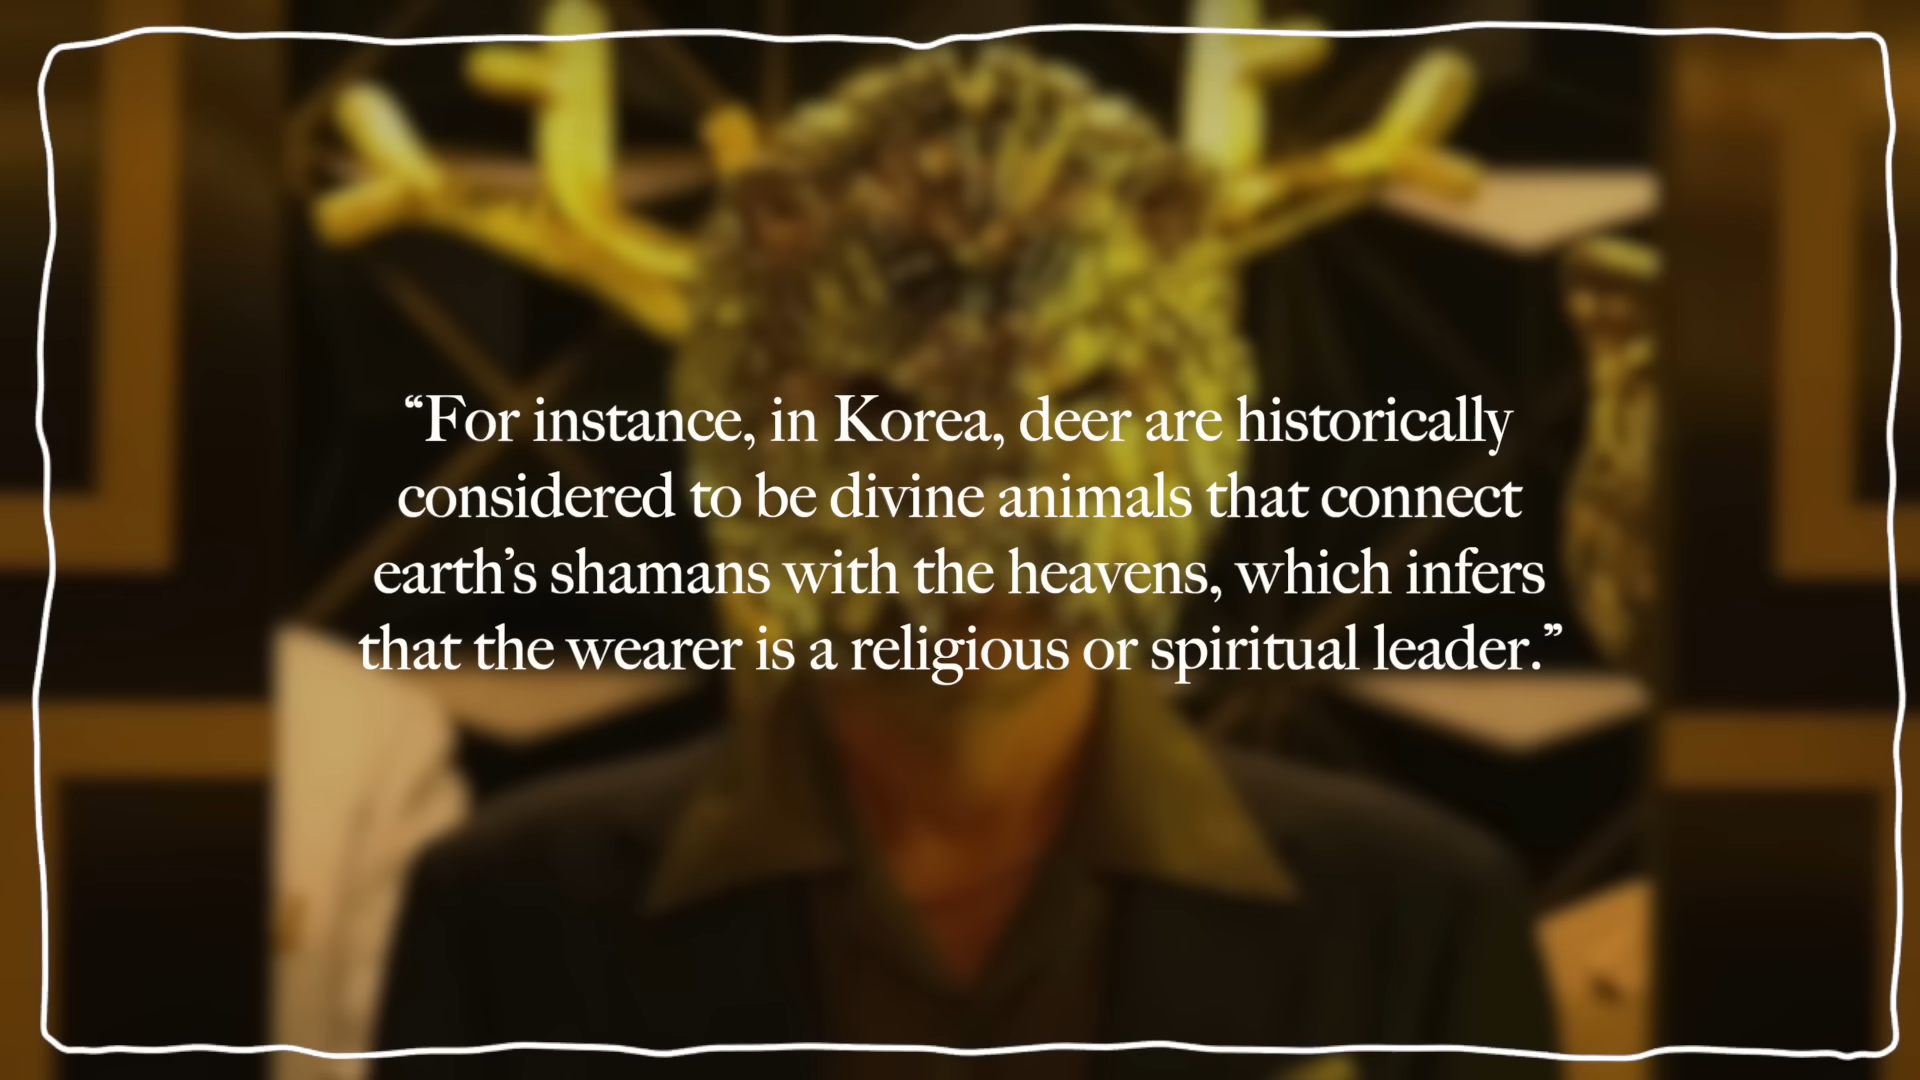 “For instance, in Korea, deer are historically
considered to be divine animals that connect
earth’s shamans with the heavens, which infers
that the wearer is a religious or spiritual leader.”